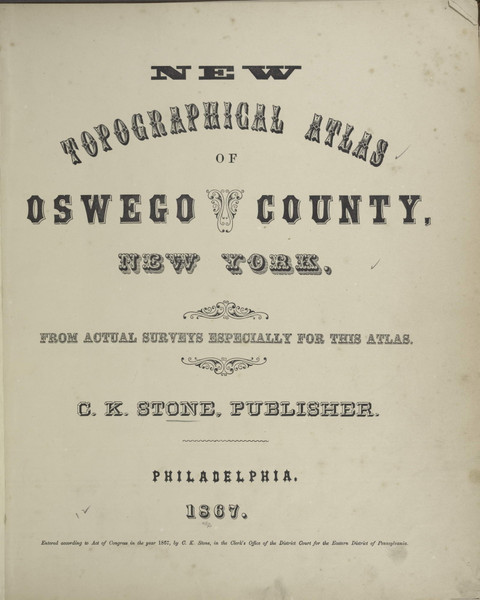 NEW
TOPOGRAPHICAL ATLAS
OF
OSWEGO COUNTY,
NEW YORK.
FROM ACTUAL SURVEYS ESPECIALLY FOR THIS ATLAS.
C. K. STONE, PUBLISHER.
PHILADELPHIA.
1867.
Entered according to Act of Congress in the year 1867, by C. K. Stone, in the Clerk's Office of the District Court for the Eastern District of Pennsylvania.